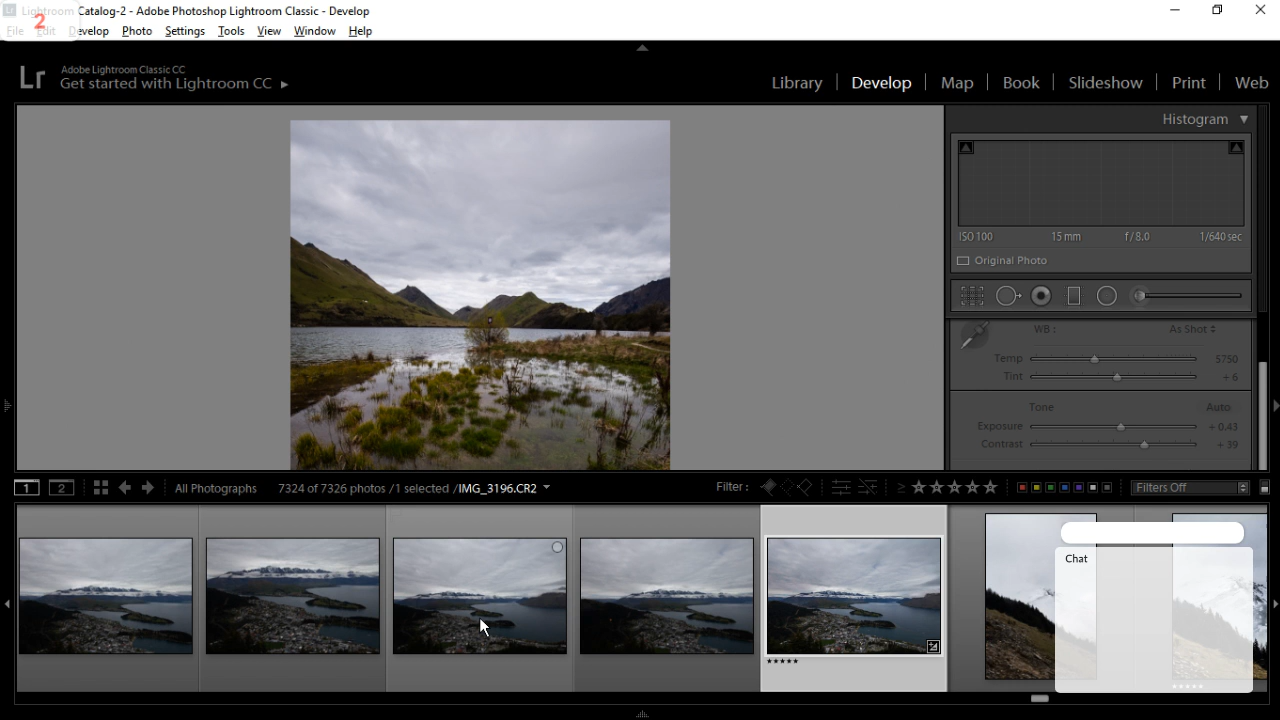 Lightroom Catalog-2 - Adobe Photoshop Lightroom Classic - Develop
2
File Edit Develop Photo Settings Tools View Window Help
Lr
Adobe Lightroom Classic CC
Get started with Lightroom CC ▶
Library | Develop | Map | Book | Slideshow | Print | Web
Histogram ▼
ISO 100 15 mm f / 8.0 1/640 sec
Original Photo
WB : As Shot
Temp 5750
Tint + 6
Tone Auto
Exposure + 0.43
Contrast + 39
1 2 All Photographs 7324 of 7326 photos /1 selected /IMG_3196.CR2 Filter : ≥ ★★★★★ Filters Off
Chat
★★★★★ ★★★★★